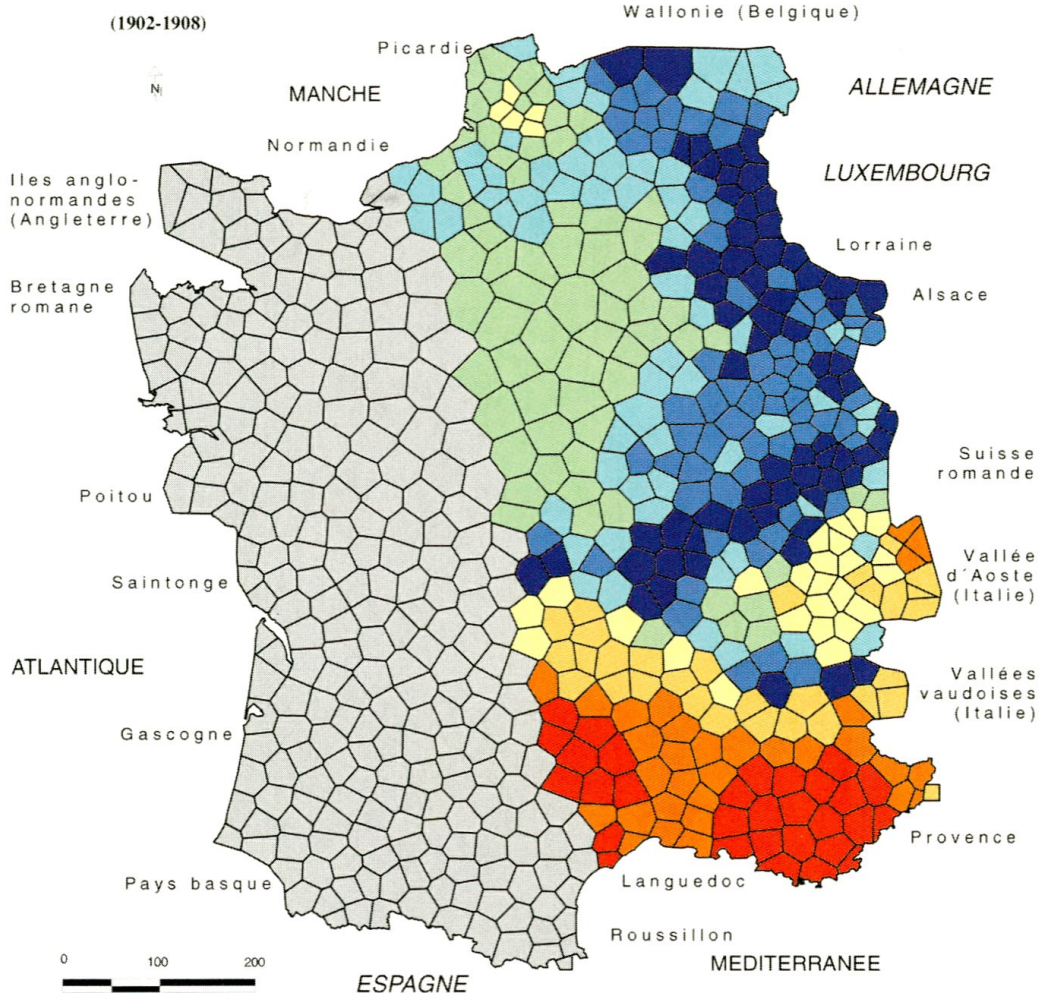 (1902-1908)
Wallonie (Belgique)
Picardie
N
MANCHE
ALLEMAGNE
Normandie
Iles anglo-
normandes
(Angleterre)
LUXEMBOURG
Lorraine
Bretagne
romane
Alsace
Suisse
romande
Poitou
Vallée
d´Aoste
(Italie)
Saintonge
ATLANTIQUE
Vallées
vaudoises
(Italie)
Gascogne
Provence
Pays basque
Languedoc
Roussillon
MEDITERRANEE
0 100 200
ESPAGNE